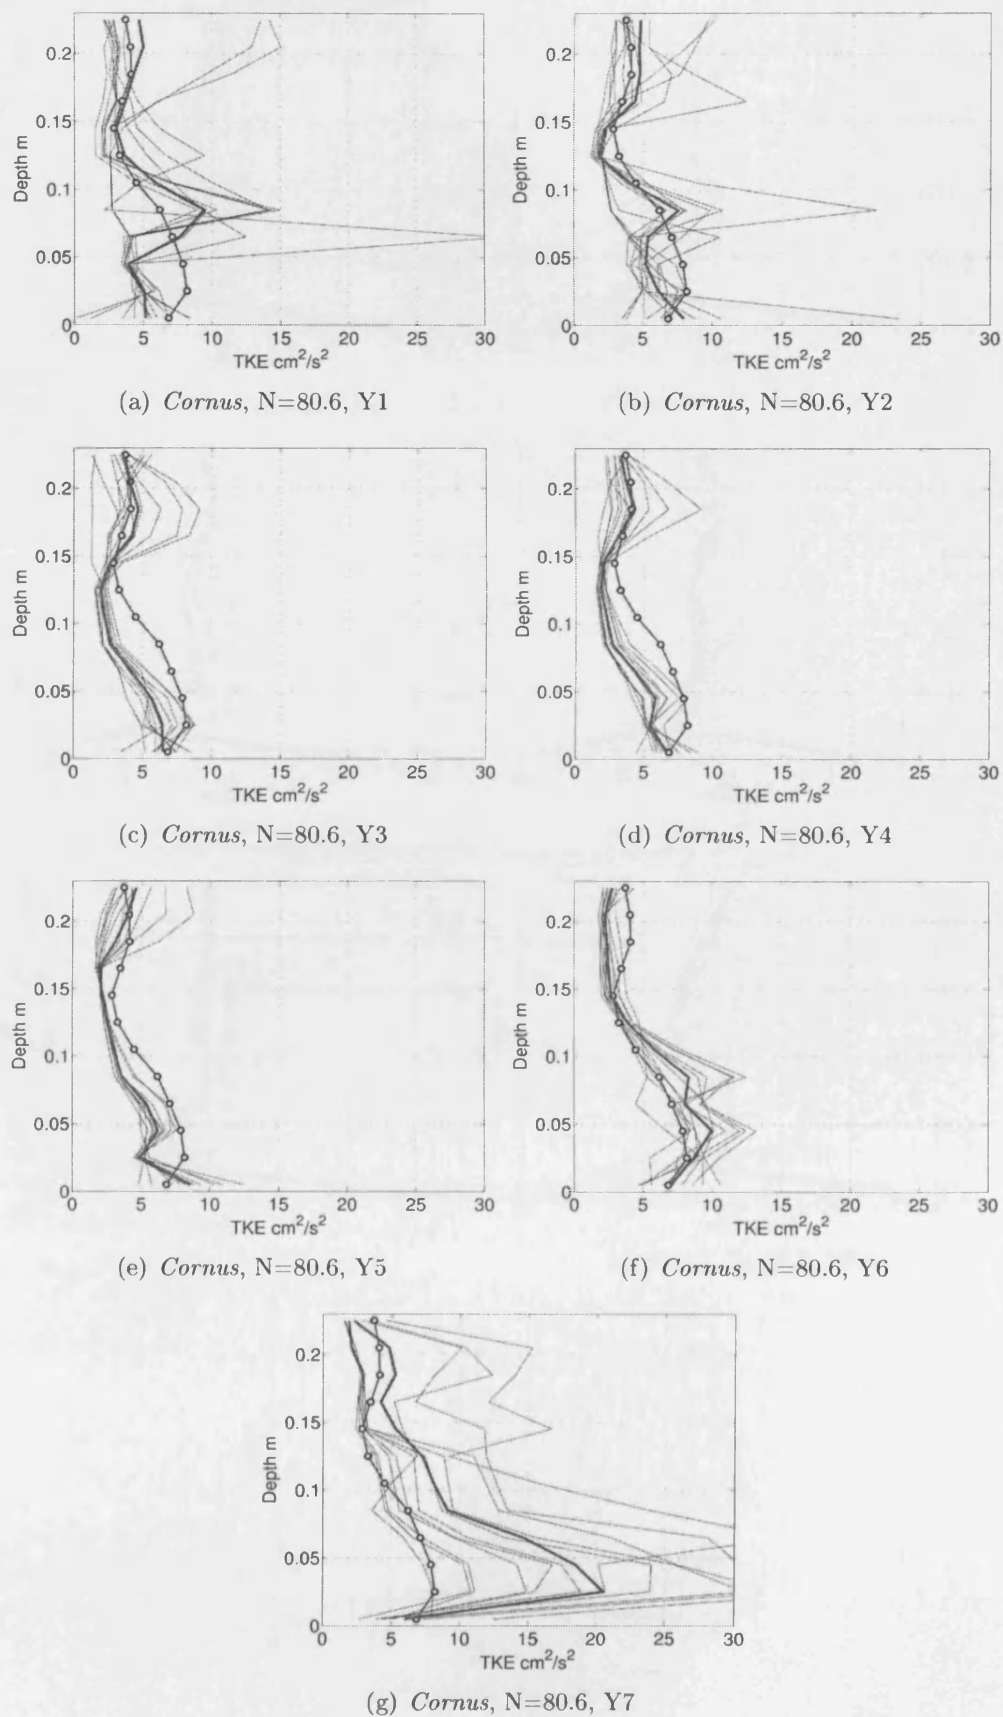 0.2
0.15
0.1
0.05
0
Depth m
0 5 10 15 20 25 30
TKE cm²/s²
(a) Cornus, N=80.6, Y1
0.2
0.15
0.1
0.05
0
Depth m
0 5 10 15 20 25 30
TKE cm²/s²
(b) Cornus, N=80.6, Y2
0.2
0.15
0.1
0.05
0
Depth m
0 5 10 15 20 25 30
TKE cm²/s²
(c) Cornus, N=80.6, Y3
0.2
0.15
0.1
0.05
0
Depth m
0 5 10 15 20 25 30
TKE cm²/s²
(d) Cornus, N=80.6, Y4
0.2
0.15
0.1
0.05
0
Depth m
0 5 10 15 20 25 30
TKE cm²/s²
(e) Cornus, N=80.6, Y5
0.2
0.15
0.1
0.05
0
Depth m
0 5 10 15 20 25 30
TKE cm²/s²
(f) Cornus, N=80.6, Y6
0.2
0.15
0.1
0.05
0
Depth m
0 5 10 15 20 25 30
TKE cm²/s²
(g) Cornus, N=80.6, Y7